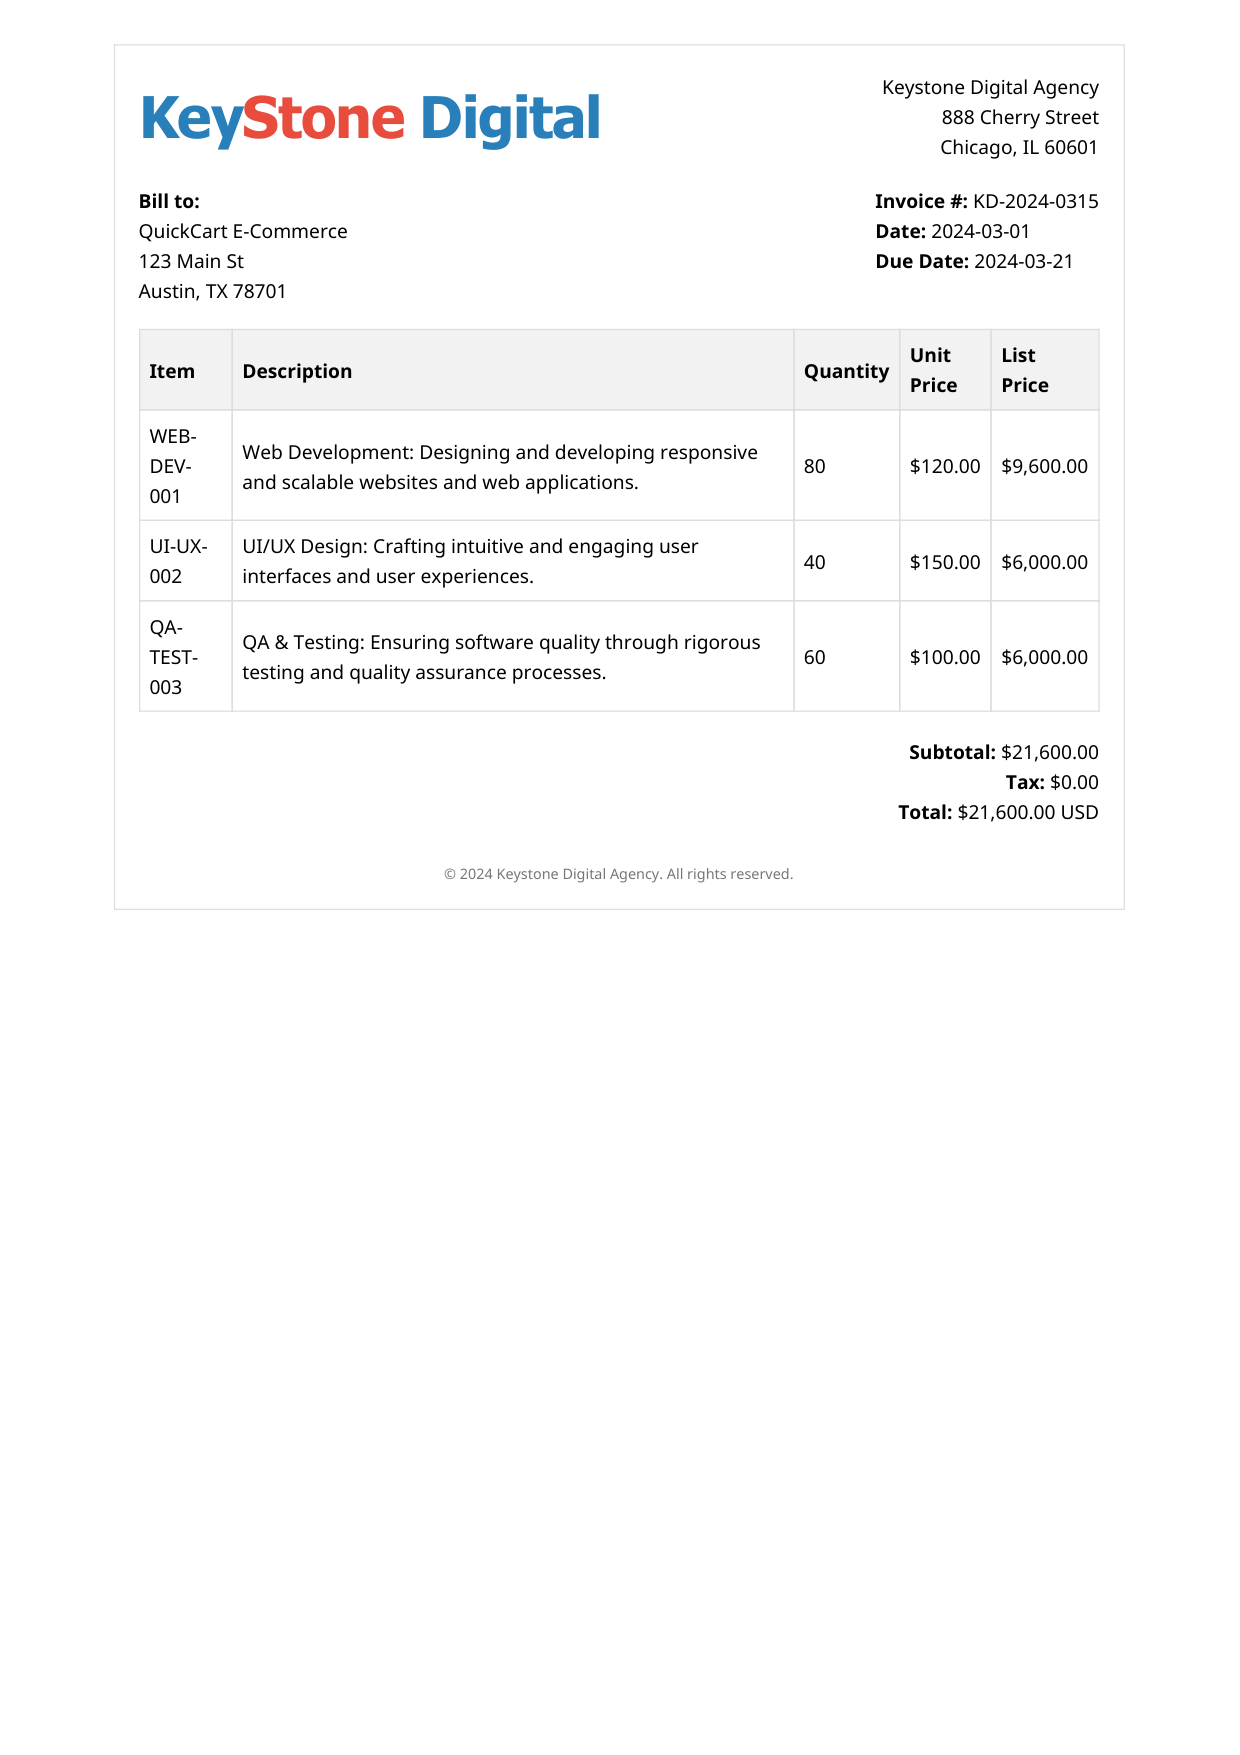 KeyStone Digital
Keystone Digital Agency
888 Cherry Street
Chicago, IL 60601
Bill to:
QuickCart E-Commerce
123 Main St
Austin, TX 78701
Invoice #: KD-2024-0315
Date: 2024-03-01
Due Date: 2024-03-21
Item
Description
Quantity
Unit
Price
List
Price
WEB-
DEV-
001
Web Development: Designing and developing responsive
and scalable websites and web applications.
80
$120.00
$9,600.00
UI-UX-
002
UI/UX Design: Crafting intuitive and engaging user
interfaces and user experiences.
40
$150.00
$6,000.00
QA-
TEST-
003
QA & Testing: Ensuring software quality through rigorous
testing and quality assurance processes.
60
$100.00
$6,000.00
Subtotal: $21,600.00
Tax: $0.00
Total: $21,600.00 USD
© 2024 Keystone Digital Agency. All rights reserved.